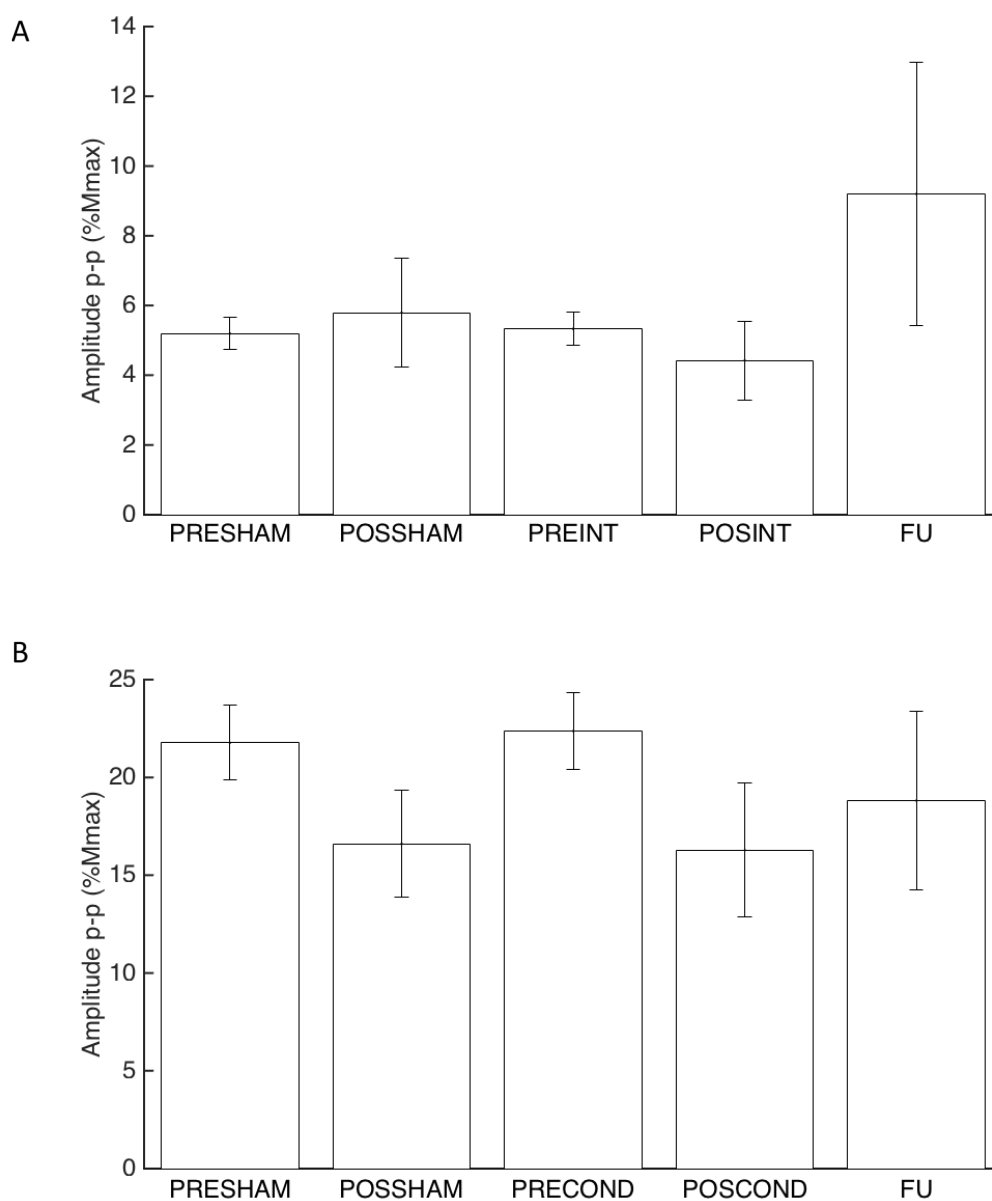 A
14
12
10
8
6
4
2
0
Amplitude p-p (%Mmax)
PRESHAM POSSHAM PREINT POSINT FU
B
25
20
15
10
5
0
Amplitude p-p (%Mmax)
PRESHAM POSSHAM PRECOND POSCOND FU